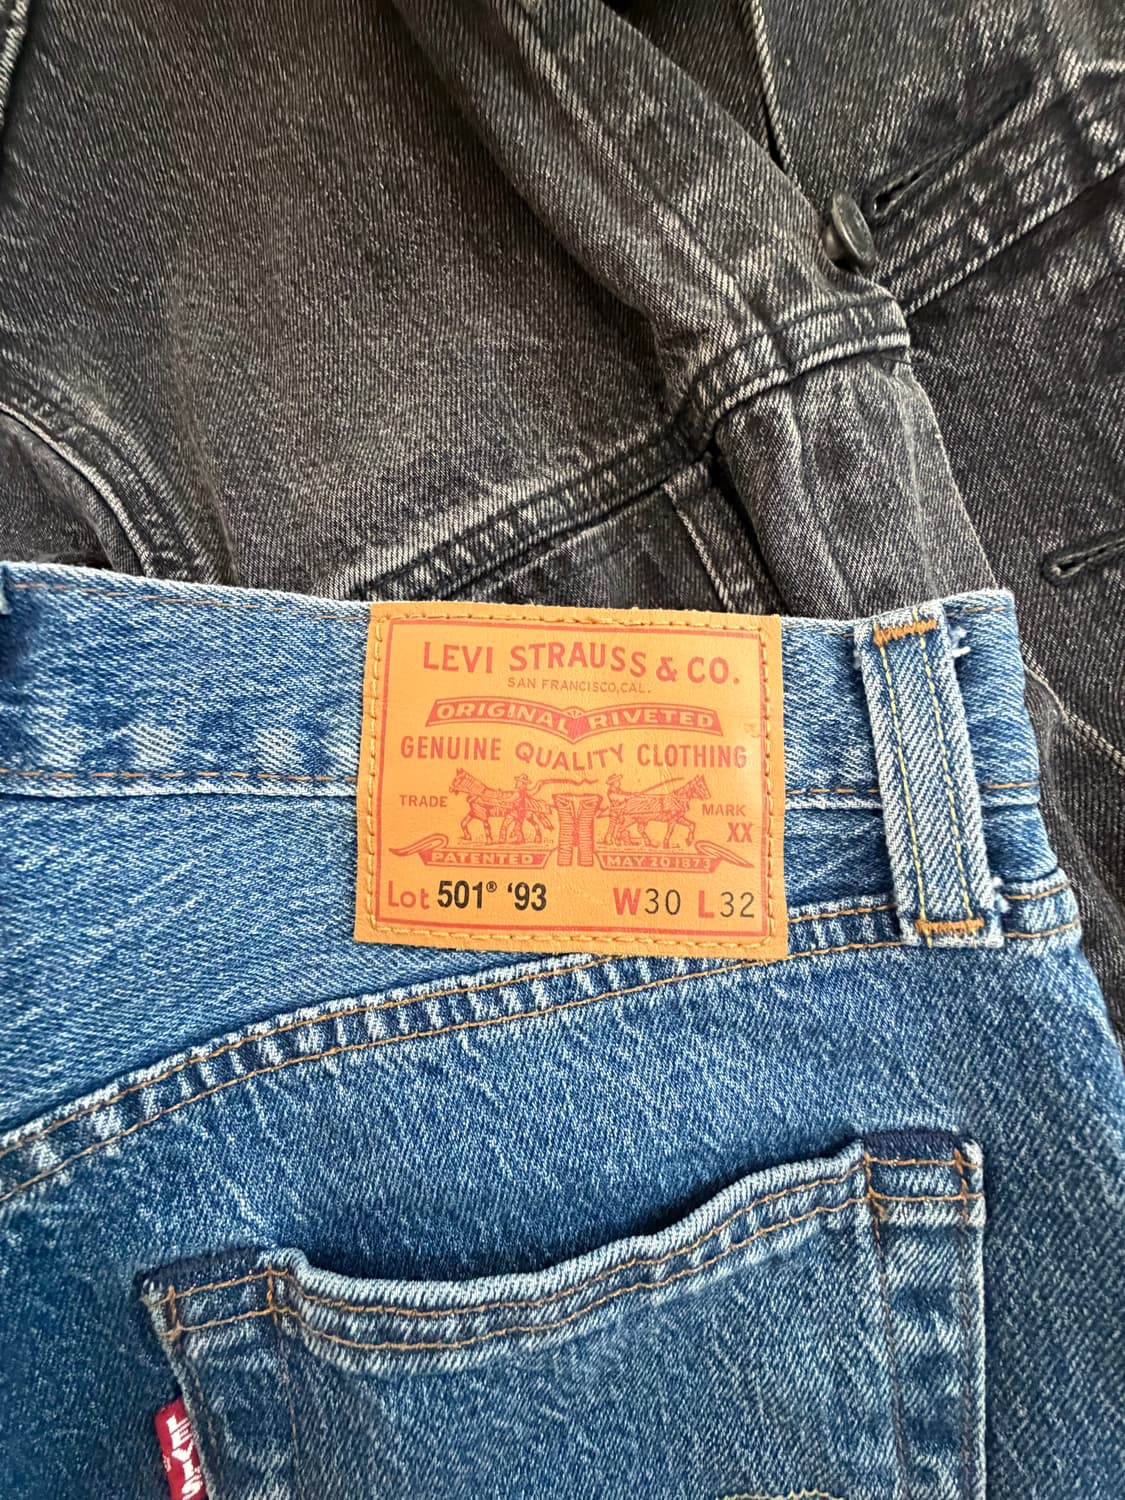 LEVI STRAUSS & CO.
SAN FRANCISCO, CAL.
ORIGINAL RIVETED
GENUINE QUALITY CLOTHING
TRADE MARK
XX
PATENTED MAY 20 1873
Lot 501® ‘93 W30 L32
LEVI'S